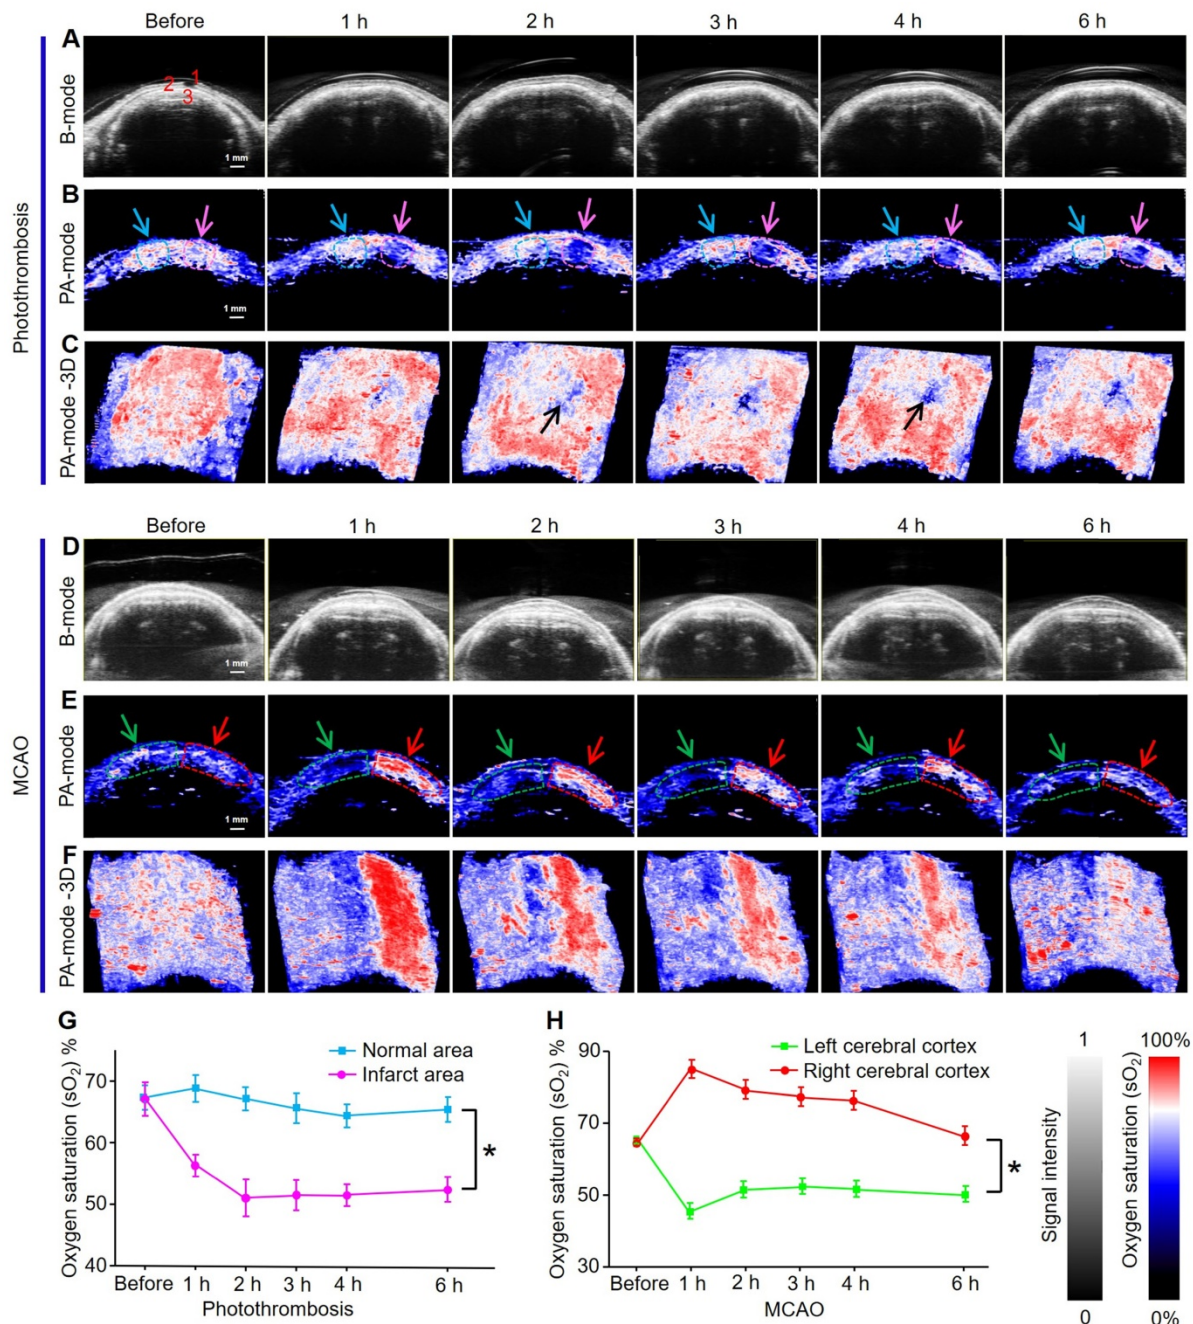 Before 1 h 2 h 3 h 4 h 6 h
Photothrombosis
A
B-mode
1
2
3
1 mm
B
PA-mode
1 mm
C
PA-mode -3D
Before 1 h 2 h 3 h 4 h 6 h
MCAO
D
B-mode
1 mm
E
PA-mode
1 mm
F
PA-mode -3D
G
Normal area
Infarct area
Oxygen saturation (sO₂) %
70
60
50
40
*
Before 1 h 2 h 3 h 4 h 6 h
Photothrombosis
H
Left cerebral cortex
Right cerebral cortex
Oxygen saturation (sO₂) %
90
70
50
30
*
Before 1 h 2 h 3 h 4 h 6 h
MCAO
1
Signal intensity
0
100%
Oxygen saturation (sO₂)
0%